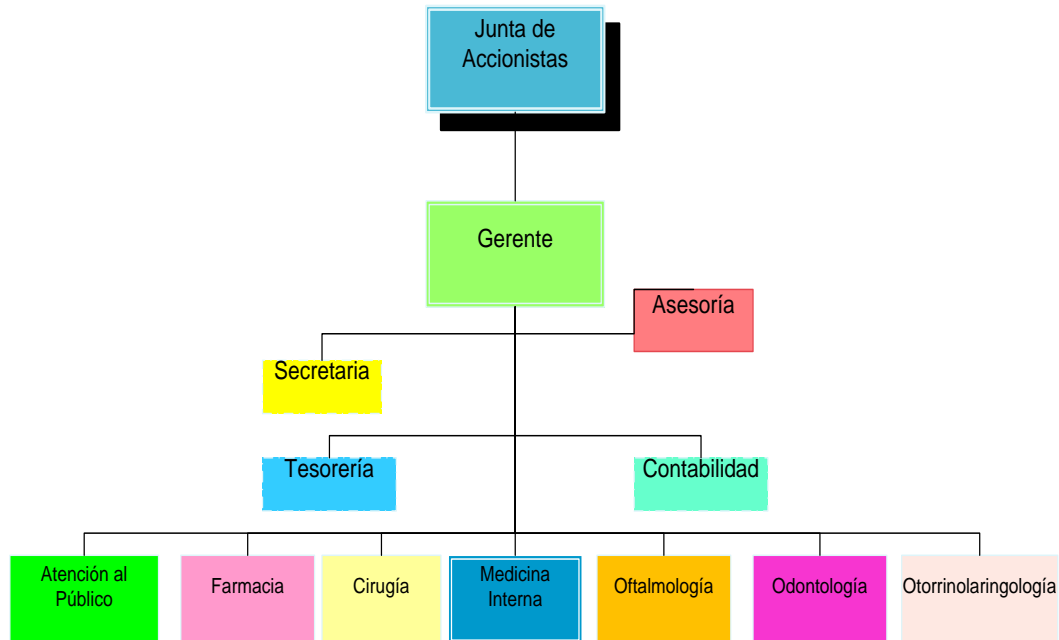 Junta de
Accionistas
Gerente
Asesoría
Secretaria
Tesorería
Contabilidad
Atención al
Público
Farmacia
Cirugía
Medicina
Interna
Oftalmología
Odontología
Otorrinolaringología